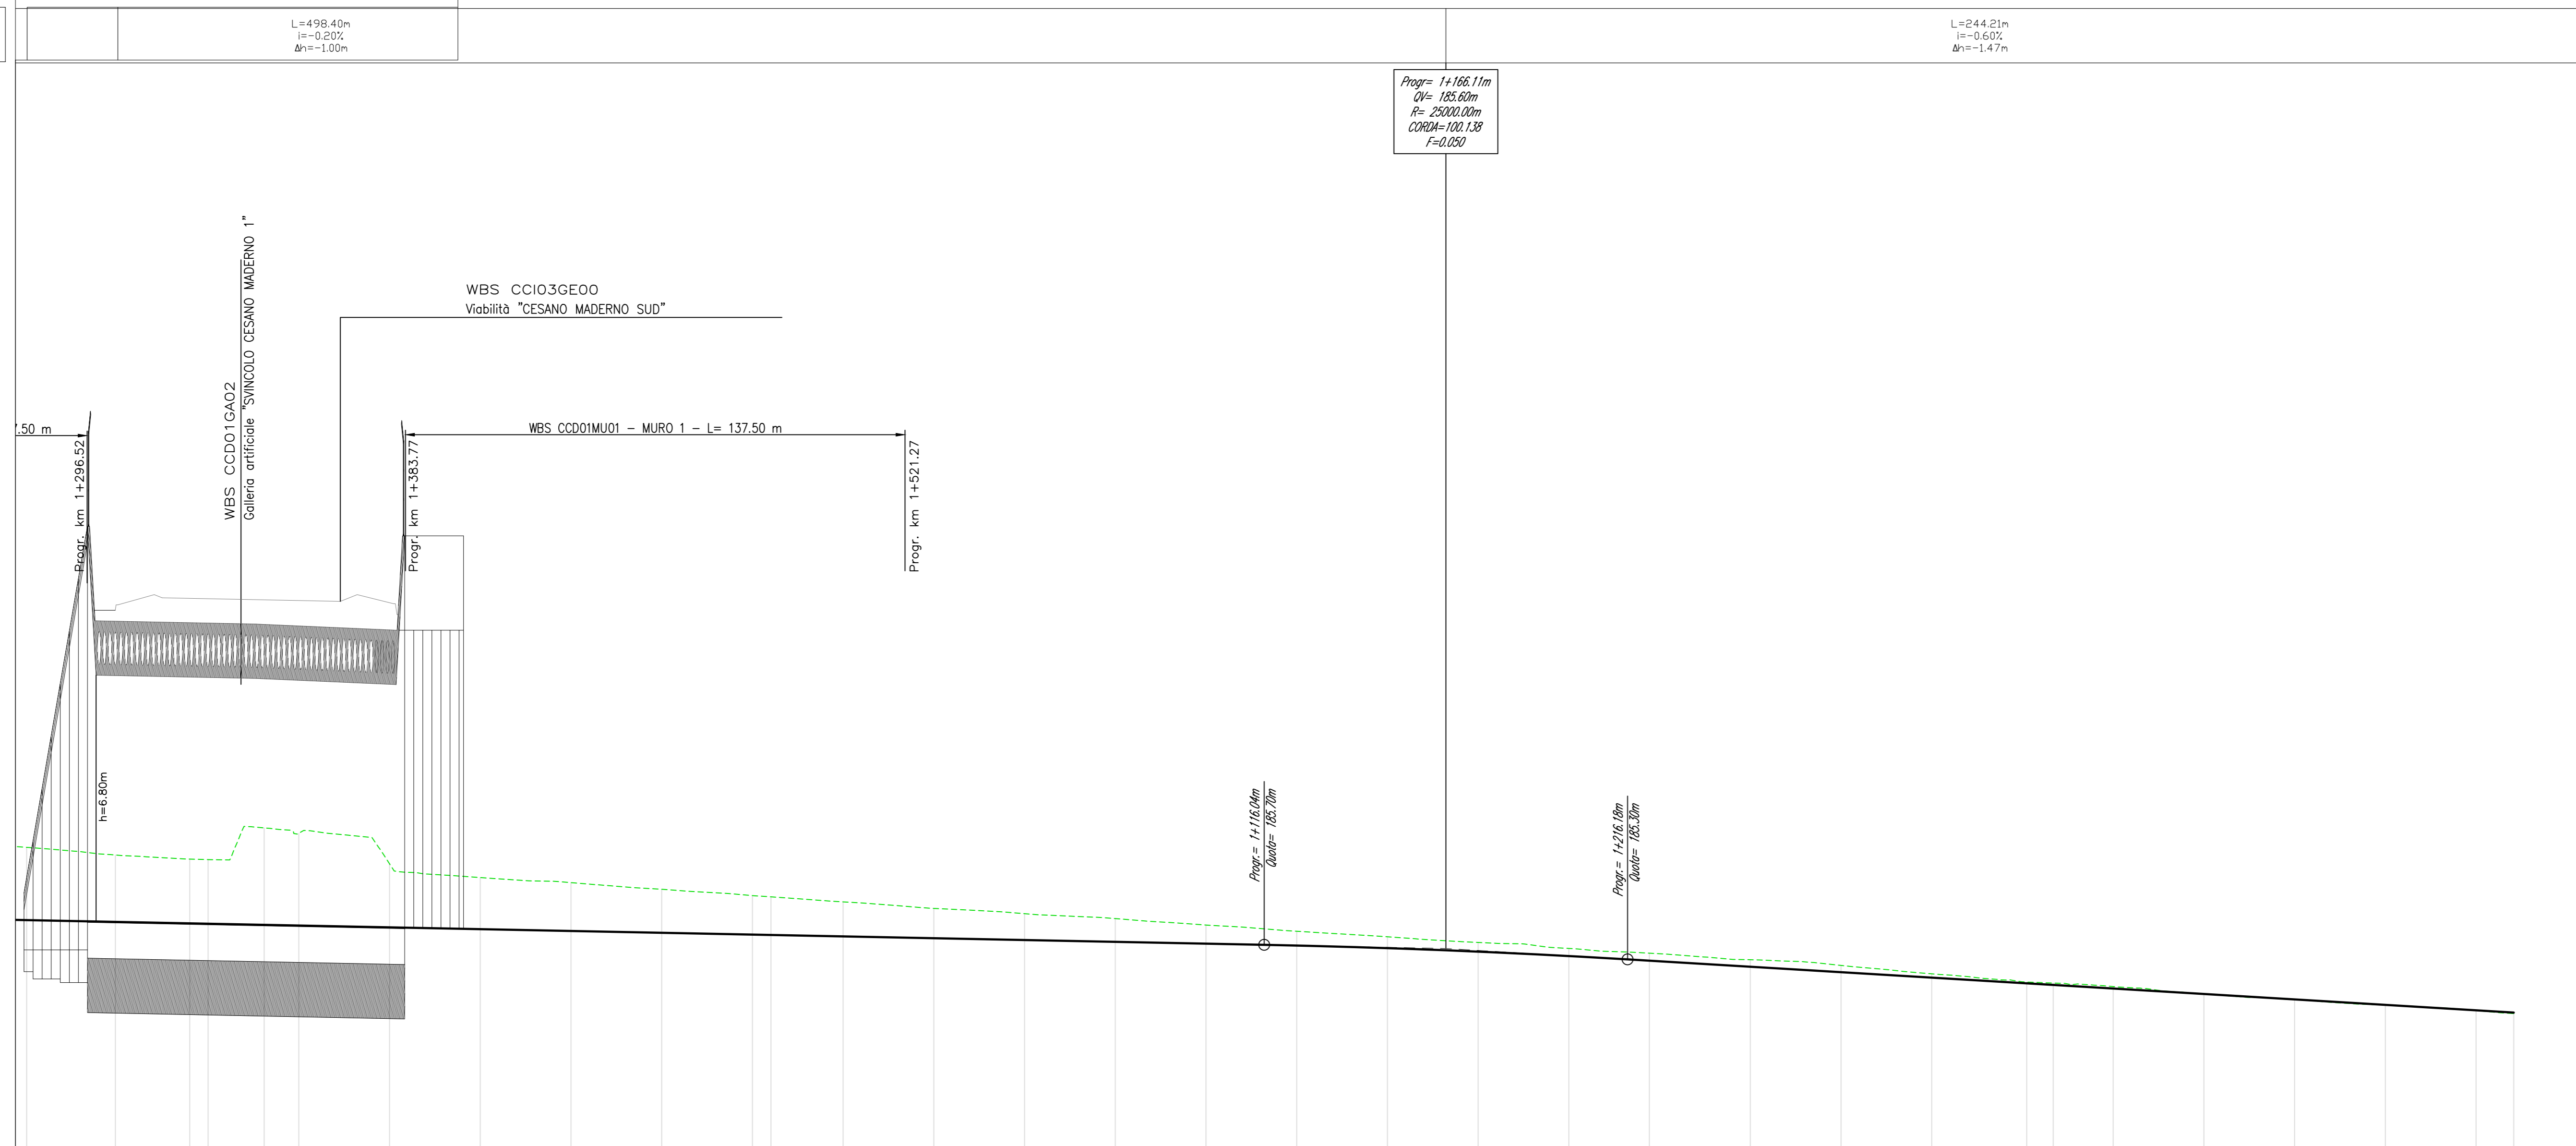 L=498.40m
i=-0.20%
Δh=-1.00m
L=244.21m
i=-0.60%
Δh=-1.47m
Progr= 1+166.11m
QV= 185.60m
R= 25000.00m
CORDA=100.138
F=0.050
WBS CCD01GA02
Galleria artificiale "SVINCOLO CESANO MADERNO 1"
WBS CCI03GE00
Viabilità "CESANO MADERNO SUD"
7.50 m
Progr. km 1+296.52
Progr. km 1+383.77
WBS CCD01MU01 - MURO 1 - L= 137.50 m
Progr. km 1+521.27
h=6.80m
Progr.= 1+116.04m
Quota= 185.70m
Progr.= 1+216.18m
Quota= 185.30m